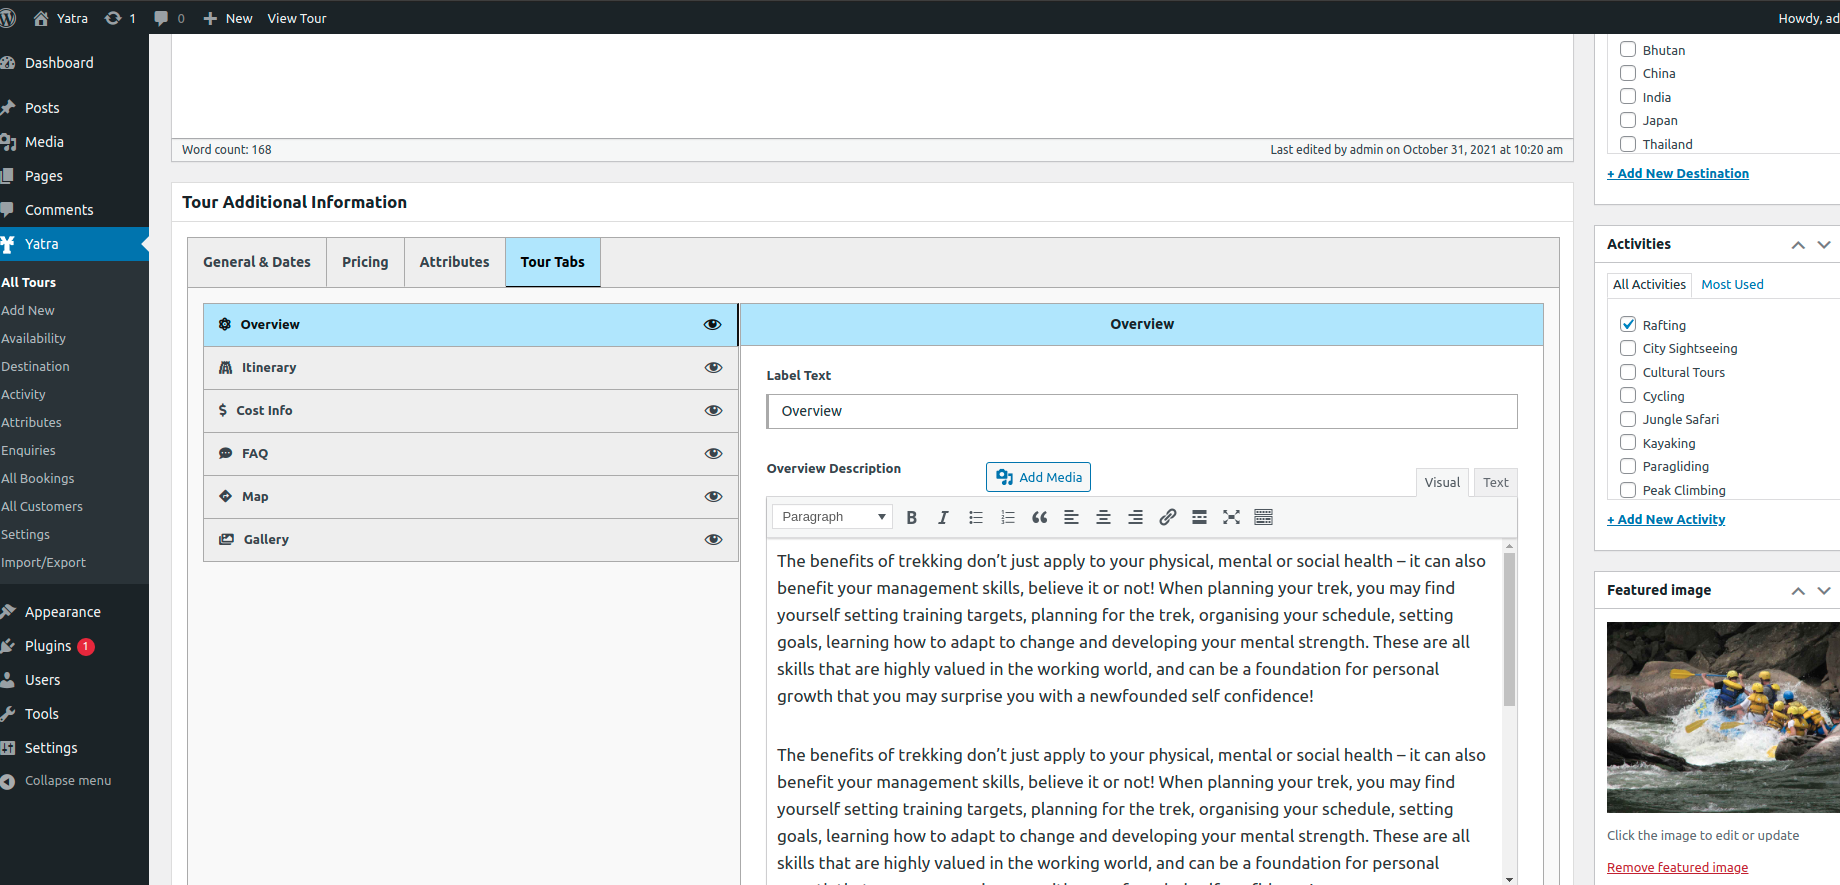 Yatra
1
0
New
View Tour
Howdy, ad
Dashboard
Posts
Media
Pages
Comments
Yatra
All Tours
Add New
Availability
Destination
Activity
Attributes
Enquiries
All Bookings
All Customers
Settings
Import/Export
Appearance
Plugins 1
Users
Tools
Settings
Collapse menu
Word count: 168
Last edited by admin on October 31, 2021 at 10:20 am
Tour Additional Information
General & Dates
Pricing
Attributes
Tour Tabs
Overview
Itinerary
Cost Info
FAQ
Map
Gallery
Overview
Label Text
Overview
Overview Description
Add Media
Visual
Text
Paragraph
The benefits of trekking don’t just apply to your physical, mental or social health – it can also
benefit your management skills, believe it or not! When planning your trek, you may find
yourself setting training targets, planning for the trek, organising your schedule, setting
goals, learning how to adapt to change and developing your mental strength. These are all
skills that are highly valued in the working world, and can be a foundation for personal
growth that you may surprise you with a newfounded self confidence!
The benefits of trekking don’t just apply to your physical, mental or social health – it can also
benefit your management skills, believe it or not! When planning your trek, you may find
yourself setting training targets, planning for the trek, organising your schedule, setting
goals, learning how to adapt to change and developing your mental strength. These are all
skills that are highly valued in the working world, and can be a foundation for personal
Bhutan
China
India
Japan
Thailand
+ Add New Destination
Activities
All Activities
Most Used
Rafting
City Sightseeing
Cultural Tours
Cycling
Jungle Safari
Kayaking
Paragliding
Peak Climbing
+ Add New Activity
Featured image
Click the image to edit or update
Remove featured image